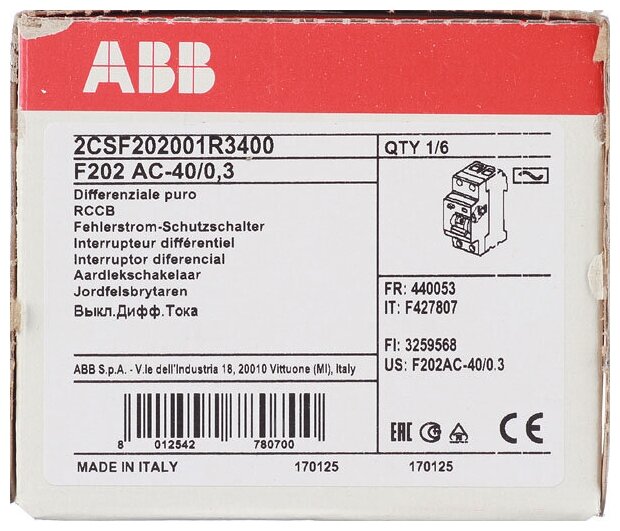 ABB
2CSF202001R3400
QTY 1/6
F202 AC-40/0,3
Differenziale puro
RCCB
Fehlerstrom-Schutzschalter
Interrupteur différentiel
Interruptor diferencial
Aardlekschakelaar
Jordfelsbrytaren
Выкл.Дифф.Тока
FR: 440053
IT: F427807
FI: 3259568
US: F202AC-40/0.3
ABB S.p.A. - V.le dell'Industria 18, 20010 Vittuone (MI), Italy
8 012542 780700
EAC CE
MADE IN ITALY 170125 170125